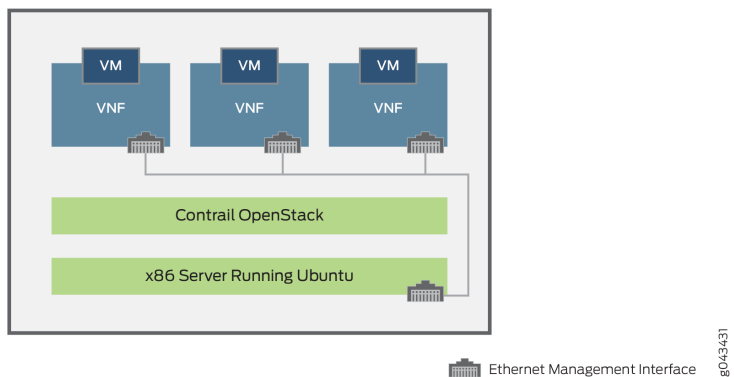 VM
VM
VM
VNF
VNF
VNF
Contrail OpenStack
x86 Server Running Ubuntu
Ethernet Management Interface
g043431